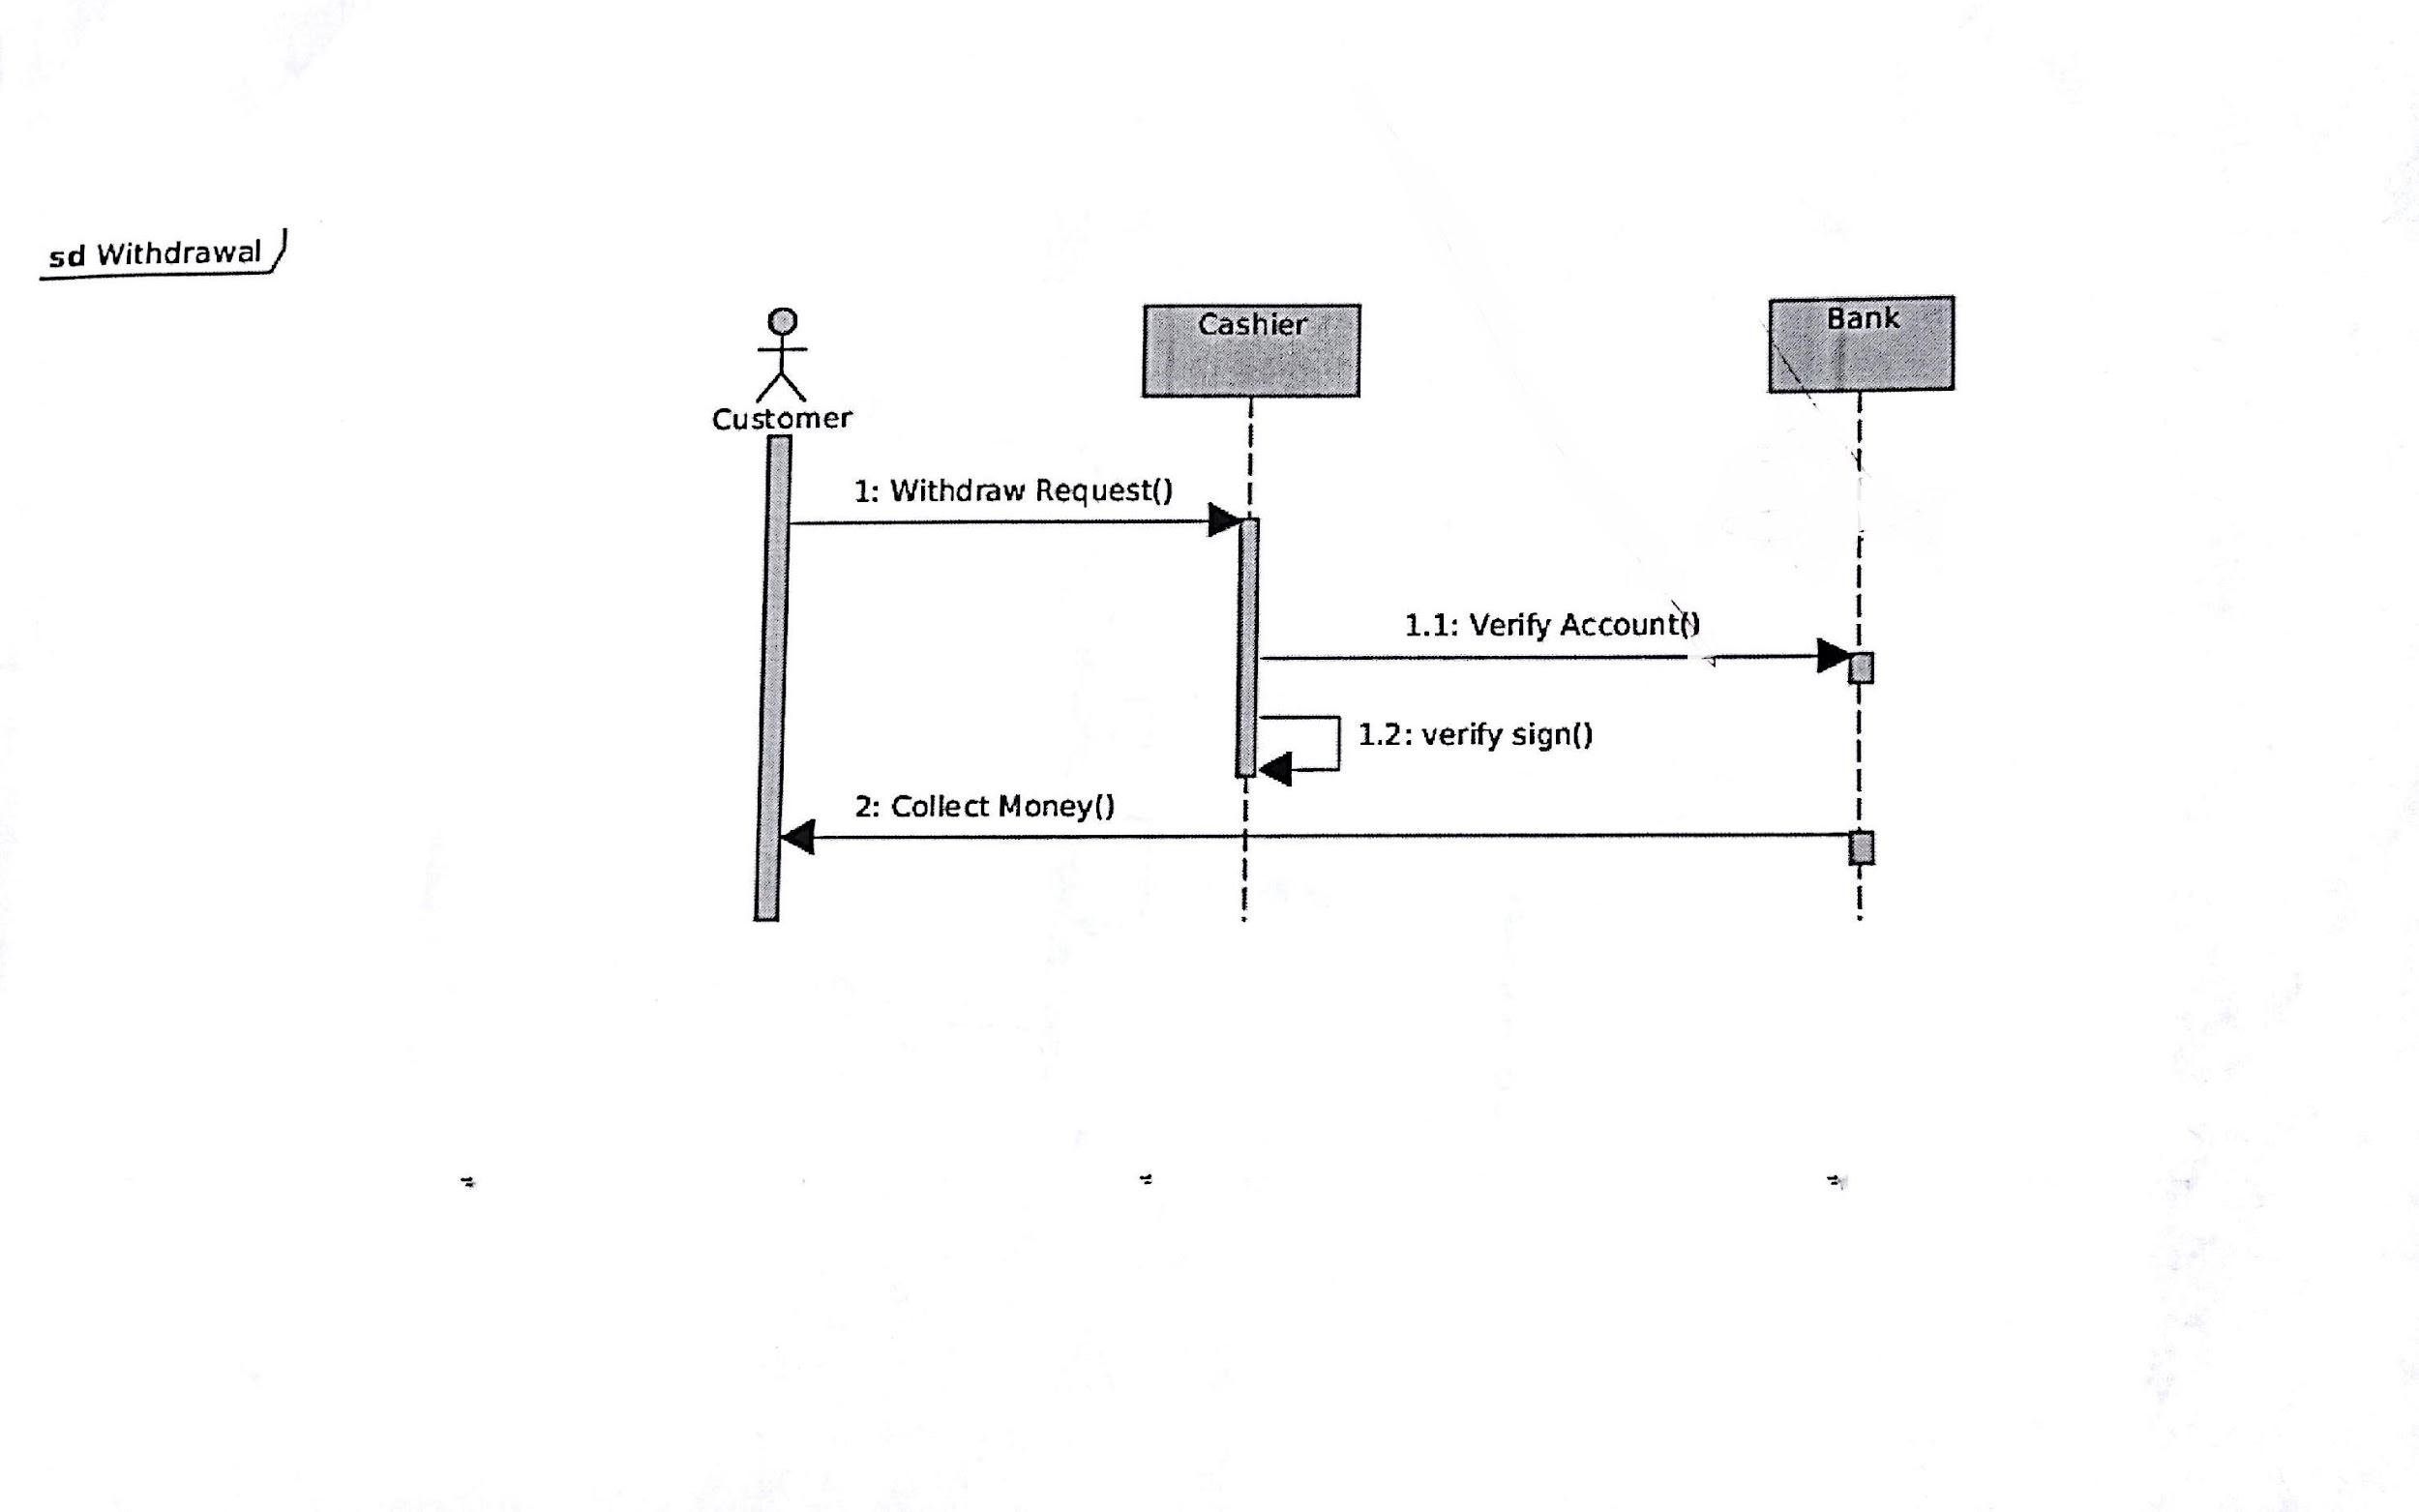 sd Withdrawal
Cashier
Bank
Customer
1: Withdraw Request()
1.1: Verify Account()
1.2: verify sign()
2: Collect Money()